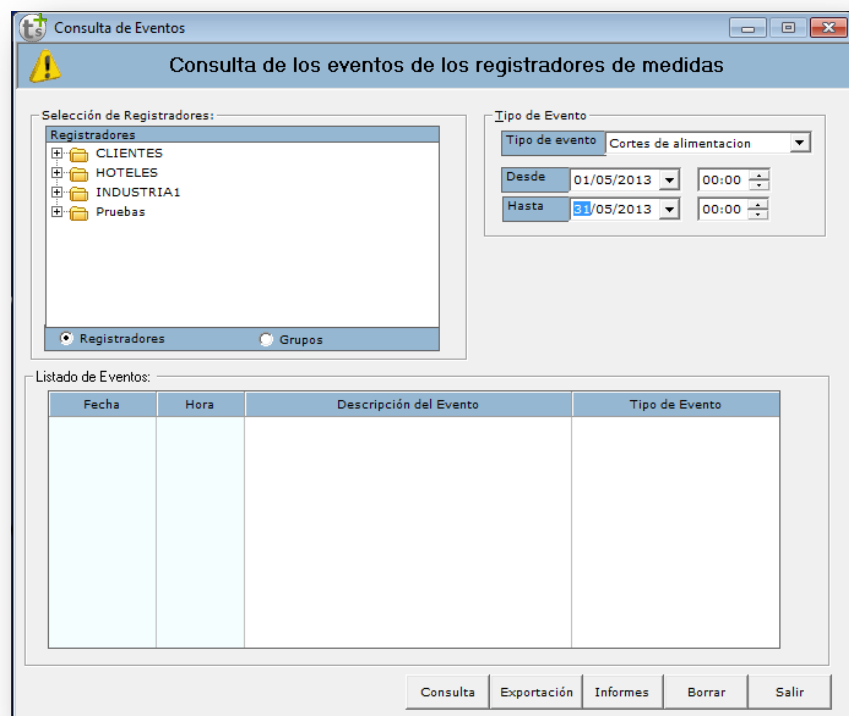 ts+
Consulta de Eventos
Consulta de los eventos de los registradores de medidas
Selección de Registradores:
Registradores
CLIENTES
HOTELES
INDUSTRIA1
Pruebas
Registradores Grupos
Tipo de Evento
Tipo de evento Cortes de alimentacion
Desde 01/05/2013 00:00
Hasta 31/05/2013 00:00
Listado de Eventos:
Fecha Hora Descripción del Evento Tipo de Evento
Consulta Exportación Informes Borrar Salir